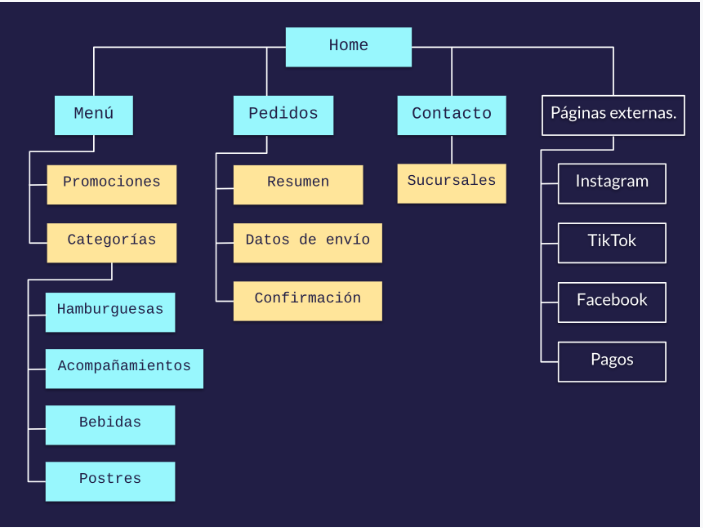 Home
Menú
Pedidos
Contacto
Páginas externas.
Promociones
Categorías
Hamburguesas
Acompañamientos
Bebidas
Postres
Resumen
Datos de envío
Confirmación
Sucursales
Instagram
TikTok
Facebook
Pagos